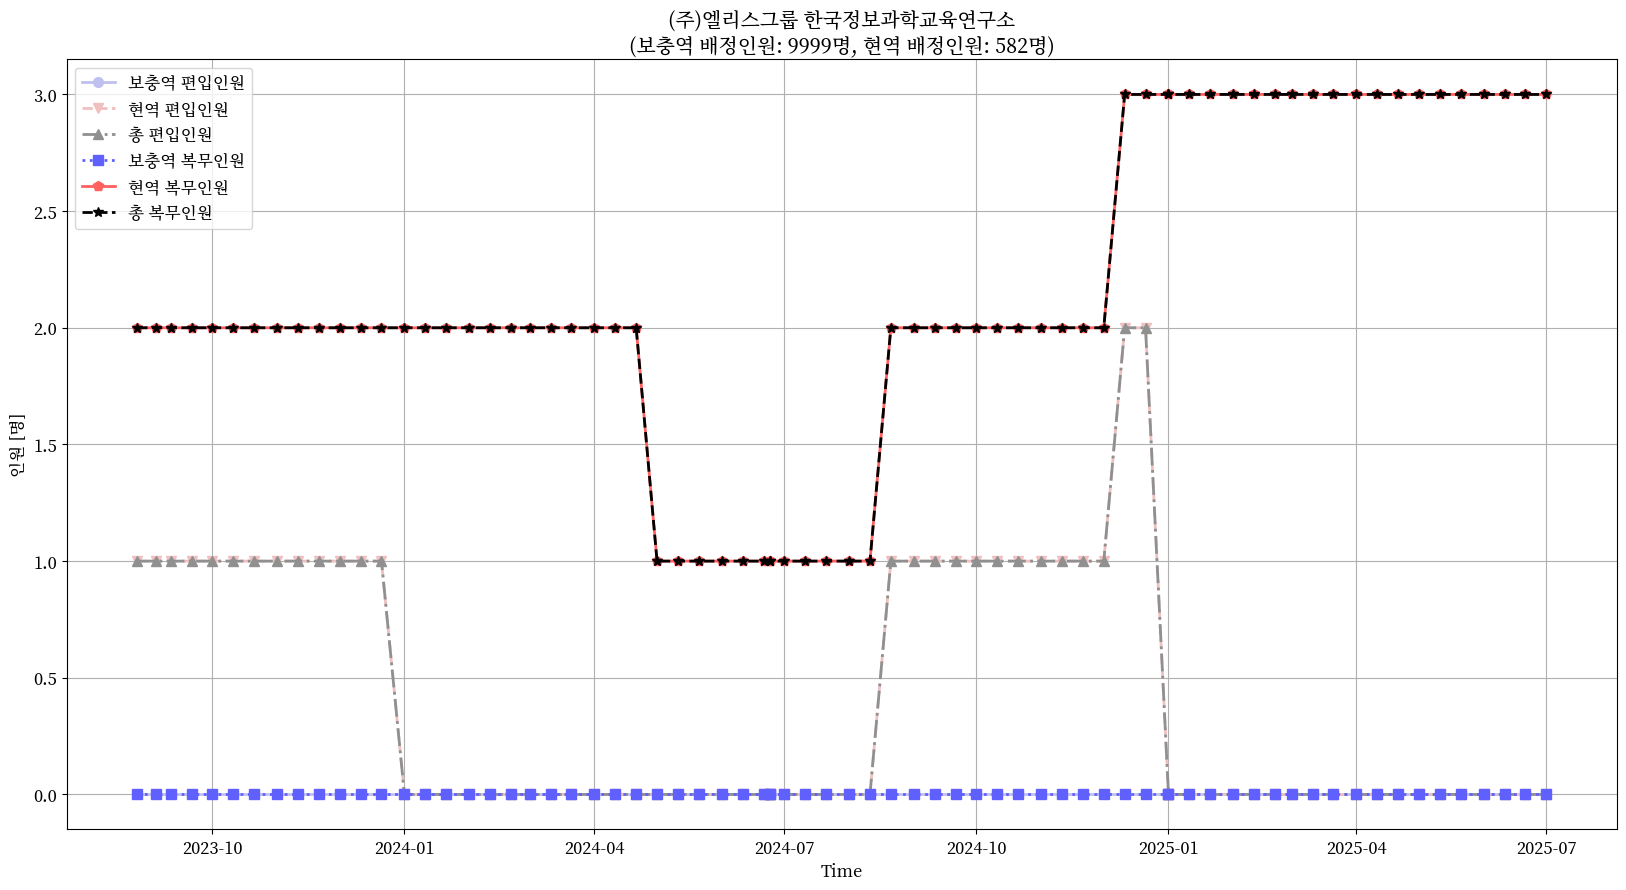 (주)엘리스그룹 한국정보과학교육연구소
(보충역 배정인원: 9999명, 현역 배정인원: 582명)
보충역 편입인원
현역 편입인원
총 편입인원
보충역 복무인원
현역 복무인원
총 복무인원
3.0
2.5
2.0
1.5
1.0
0.5
0.0
인원 [명]
2023-10
2024-01
2024-04
2024-07
2024-10
2025-01
2025-04
2025-07
Time